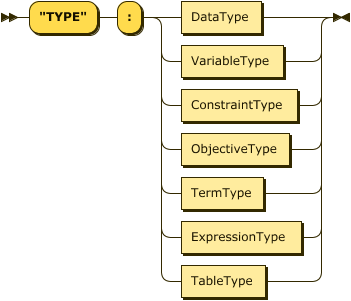 "TYPE" : DataType
VariableType
ConstraintType
ObjectiveType
TermType
ExpressionType
TableType